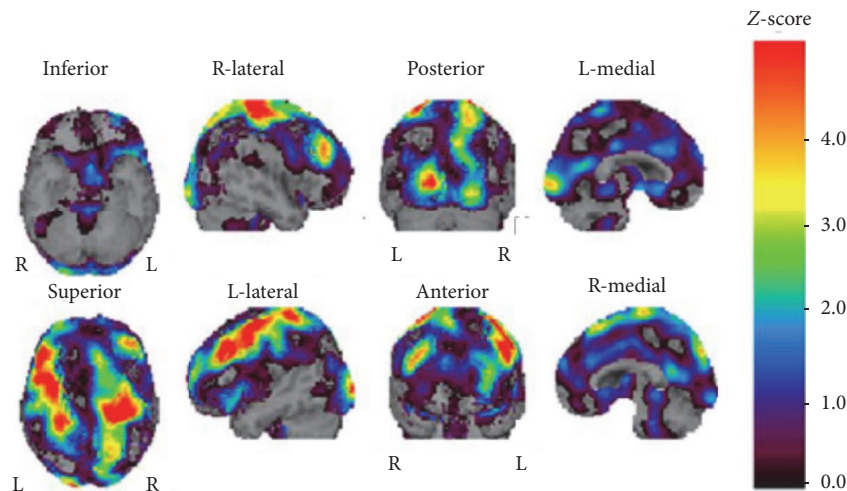 Z-score
Inferior
R-lateral
Posterior
L-medial
4.0
3.0
2.0
1.0
0.0
R
L
L
R
Superior
L-lateral
Anterior
R-medial
L
R
R
L